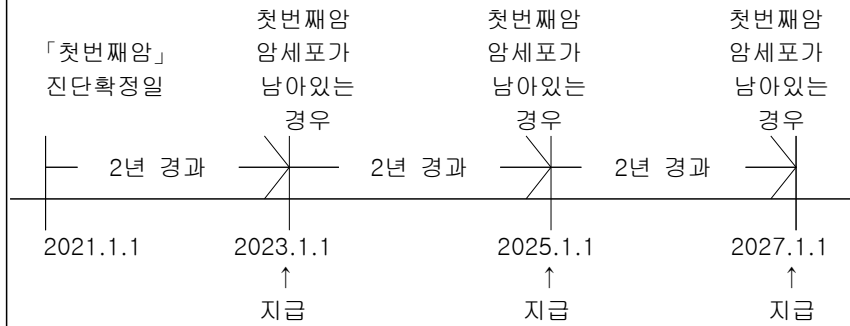 첫번째암 첫번째암 첫번째암
「첫번째암」 암세포가 암세포가 암세포가
진단확정일 남아있는 남아있는 남아있는
경우 경우 경우
2년 경과 2년 경과 2년 경과
2021.1.1 2023.1.1 2025.1.1 2027.1.1
↑ ↑ ↑
지급 지급 지급